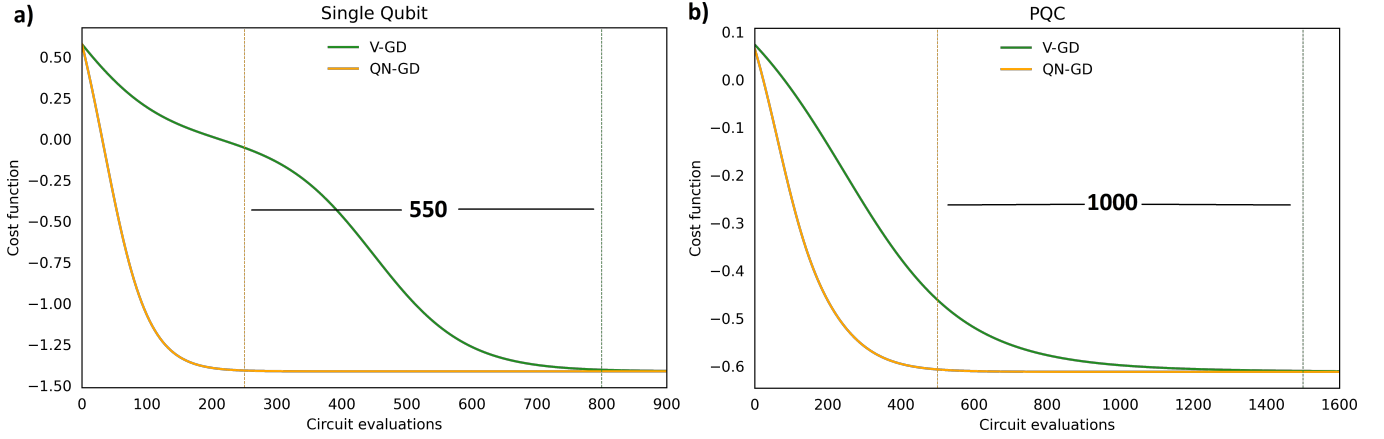 a)
Single Qubit
V-GD
QN-GD
0.50
0.25
0.00
−0.25
−0.50
−0.75
−1.00
−1.25
−1.50
Cost function
550
0 100 200 300 400 500 600 700 800 900
Circuit evaluations
b)
PQC
V-GD
QN-GD
0.1
0.0
−0.1
−0.2
−0.3
−0.4
−0.5
−0.6
Cost function
1000
0 200 400 600 800 1000 1200 1400 1600
Circuit evaluations